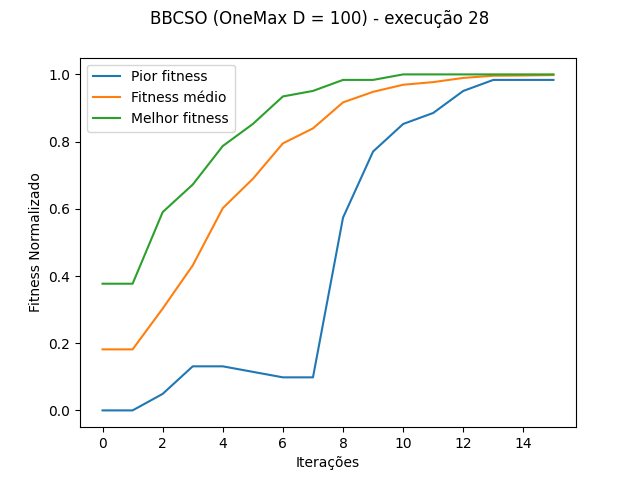 BBCSO (OneMax D = 100) - execução 28
Pior fitness
Fitness médio
Melhor fitness
Fitness Normalizado
1.0
0.8
0.6
0.4
0.2
0.0
0 2 4 6 8 10 12 14
Iterações